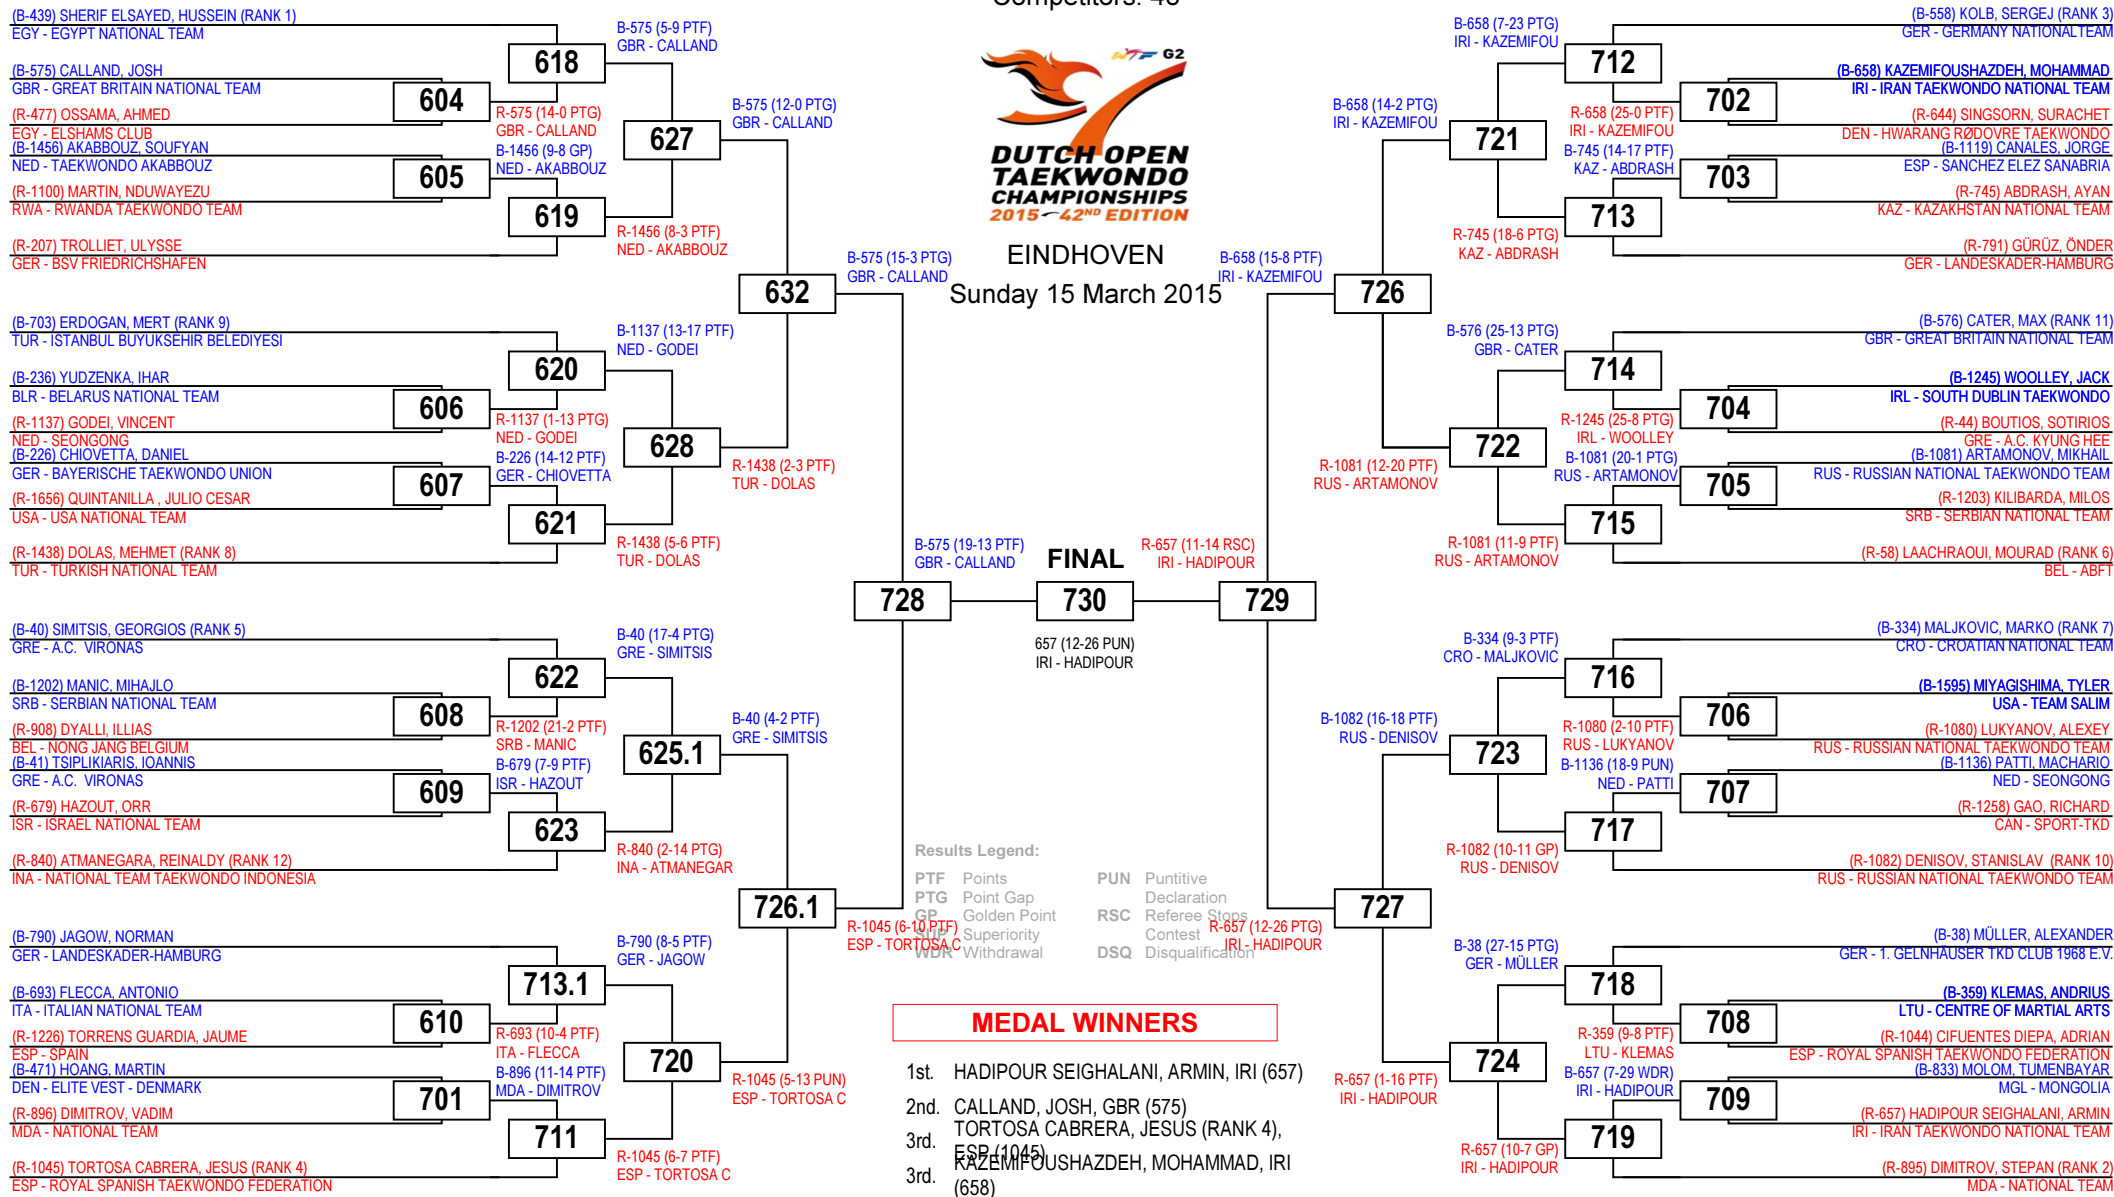 Competitors: 48
WTF G2
DUTCH OPEN
TAEKWONDO
CHAMPIONSHIPS
2015 42ND EDITION
EINDHOVEN
Sunday 15 March 2015
(B-439) SHERIF ELSAYED, HUSSEIN (RANK 1)
EGY - EGYPT NATIONAL TEAM
(B-575) CALLAND, JOSH
GBR - GREAT BRITAIN NATIONAL TEAM
(R-477) OSSAMA, AHMED
EGY - ELSHAMS CLUB
(B-1456) AKABBOUZ, SOUFYAN
NED - TAEKWONDO AKABBOUZ
(R-1100) MARTIN, NDUWAYEZU
RWA - RWANDA TAEKWONDO TEAM
(R-207) TROLLIET, ULYSSE
GER - BSV FRIEDRICHSHAFEN
(B-703) ERDOGAN, MERT (RANK 9)
TUR - ISTANBUL BUYUKSEHIR BELEDIYESI
(B-236) YUDZENKA, IHAR
BLR - BELARUS NATIONAL TEAM
(R-1137) GODEI, VINCENT
NED - SEONGONG
(B-226) CHIOVETTA, DANIEL
GER - BAYERISCHE TAEKWONDO UNION
(R-1656) QUINTANILLA , JULIO CESAR
USA - USA NATIONAL TEAM
(R-1438) DOLAS, MEHMET (RANK 8)
TUR - TURKISH NATIONAL TEAM
(B-40) SIMITSIS, GEORGIOS (RANK 5)
GRE - A.C. VIRONAS
(B-1202) MANIC, MIHAJLO
SRB - SERBIAN NATIONAL TEAM
(R-908) DYALLI, ILLIAS
BEL - NONG JANG BELGIUM
(B-41) TSIPLIKIARIS, IOANNIS
GRE - A.C. VIRONAS
(R-679) HAZOUT, ORR
ISR - ISRAEL NATIONAL TEAM
(R-840) ATMANEGARA, REINALDY (RANK 12)
INA - NATIONAL TEAM TAEKWONDO INDONESIA
(B-790) JAGOW, NORMAN
GER - LANDESKADER-HAMBURG
(B-693) FLECCA, ANTONIO
ITA - ITALIAN NATIONAL TEAM
(R-1226) TORRENS GUARDIA, JAUME
ESP - SPAIN
(B-471) HOANG, MARTIN
DEN - ELITE VEST - DENMARK
(R-896) DIMITROV, VADIM
MDA - NATIONAL TEAM
(R-1045) TORTOSA CABRERA, JESUS (RANK 4)
ESP - ROYAL SPANISH TAEKWONDO FEDERATION
604
605
606
607
608
609
610
701
R-575 (14-0 PTG)
GBR - CALLAND
B-1456 (9-8 GP)
NED - AKABBOUZ
R-1137 (1-13 PTG)
NED - GODEI
B-226 (14-12 PTF)
GER - CHIOVETTA
R-1202 (21-2 PTF)
SRB - MANIC
B-679 (7-9 PTF)
ISR - HAZOUT
R-693 (10-4 PTF)
ITA - FLECCA
B-896 (11-14 PTF)
MDA - DIMITROV
618
619
620
621
622
623
713.1
711
B-575 (5-9 PTF)
GBR - CALLAND
R-1456 (8-3 PTF)
NED - AKABBOUZ
B-1137 (13-17 PTF)
NED - GODEI
R-1438 (5-6 PTF)
TUR - DOLAS
B-40 (17-4 PTG)
GRE - SIMITSIS
R-840 (2-14 PTG)
INA - ATMANEGAR
B-790 (8-5 PTF)
GER - JAGOW
R-1045 (6-7 PTF)
ESP - TORTOSA C
627
628
625.1
720
B-575 (12-0 PTG)
GBR - CALLAND
R-1438 (2-3 PTF)
TUR - DOLAS
B-40 (4-2 PTF)
GRE - SIMITSIS
R-1045 (5-13 PUN)
ESP - TORTOSA C
632
726.1
B-575 (15-3 PTG)
GBR - CALLAND
R-1045 (6-10 PTF)
ESP - TORTOSA C
728
B-575 (19-13 PTF)
GBR - CALLAND
FINAL
730
657 (12-26 PUN)
IRI - HADIPOUR
R-657 (11-14 RSC)
IRI - HADIPOUR
729
B-658 (15-8 PTF)
IRI - KAZEMIFOU
R-657 (12-26 PTG)
IRI - HADIPOUR
726
727
B-658 (14-2 PTG)
IRI - KAZEMIFOU
R-1081 (12-20 PTF)
RUS - ARTAMONOV
B-1082 (16-18 PTF)
RUS - DENISOV
R-657 (1-16 PTF)
IRI - HADIPOUR
721
722
723
724
B-658 (7-23 PTG)
IRI - KAZEMIFOU
R-745 (18-6 PTG)
KAZ - ABDRASH
B-576 (25-13 PTG)
GBR - CATER
R-1081 (11-9 PTF)
RUS - ARTAMONOV
B-334 (9-3 PTF)
CRO - MALJKOVIC
R-1082 (10-11 GP)
RUS - DENISOV
B-38 (27-15 PTG)
GER - MÜLLER
R-657 (10-7 GP)
IRI - HADIPOUR
712
713
714
715
716
717
718
719
R-658 (25-0 PTF)
IRI - KAZEMIFOU
B-745 (14-17 PTF)
KAZ - ABDRASH
R-1245 (25-8 PTG)
IRL - WOOLLEY
B-1081 (20-1 PTG)
RUS - ARTAMONOV
R-1080 (2-10 PTF)
RUS - LUKYANOV
B-1136 (18-9 PUN)
NED - PATTI
R-359 (9-8 PTF)
LTU - KLEMAS
B-657 (7-29 WDR)
IRI - HADIPOUR
702
703
704
705
706
707
708
709
(B-558) KOLB, SERGEJ (RANK 3)
GER - GERMANY NATIONALTEAM
(B-658) KAZEMIFOUSHAZDEH, MOHAMMAD
IRI - IRAN TAEKWONDO NATIONAL TEAM
(R-644) SINGSORN, SURACHET
DEN - HWARANG RØDOVRE TAEKWONDO
(B-1119) CANALES, JORGE
ESP - SANCHEZ ELEZ SANABRIA
(R-745) ABDRASH, AYAN
KAZ - KAZAKHSTAN NATIONAL TEAM
(R-791) GÜRÜZ, ÖNDER
GER - LANDESKADER-HAMBURG
(B-576) CATER, MAX (RANK 11)
GBR - GREAT BRITAIN NATIONAL TEAM
(B-1245) WOOLLEY, JACK
IRL - SOUTH DUBLIN TAEKWONDO
(R-44) BOUTIOS, SOTIRIOS
GRE - A.C. KYUNG HEE
(B-1081) ARTAMONOV, MIKHAIL
RUS - RUSSIAN NATIONAL TAEKWONDO TEAM
(R-1203) KILIBARDA, MILOS
SRB - SERBIAN NATIONAL TEAM
(R-58) LAACHRAOUI, MOURAD (RANK 6)
BEL - ABFT
(B-334) MALJKOVIC, MARKO (RANK 7)
CRO - CROATIAN NATIONAL TEAM
(B-1595) MIYAGISHIMA, TYLER
USA - TEAM SALIM
(R-1080) LUKYANOV, ALEXEY
RUS - RUSSIAN NATIONAL TAEKWONDO TEAM
(B-1136) PATTI, MACHARIO
NED - SEONGONG
(R-1258) GAO, RICHARD
CAN - SPORT-TKD
(R-1082) DENISOV, STANISLAV (RANK 10)
RUS - RUSSIAN NATIONAL TAEKWONDO TEAM
(B-38) MÜLLER, ALEXANDER
GER - 1. GELNHÄUSER TKD CLUB 1968 E.V.
(B-359) KLEMAS, ANDRIUS
LTU - CENTRE OF MARTIAL ARTS
(R-1044) CIFUENTES DIEPA, ADRIAN
ESP - ROYAL SPANISH TAEKWONDO FEDERATION
(B-833) MOLOM, TUMENBAYAR
MGL - MONGOLIA
(R-657) HADIPOUR SEIGHALANI, ARMIN
IRI - IRAN TAEKWONDO NATIONAL TEAM
(R-895) DIMITROV, STEPAN (RANK 2)
MDA - NATIONAL TEAM
Results Legend:
PTF Points
PTG Point Gap
GP Golden Point
SUP Superiority
WDR Withdrawal
PUN Puntitive
Declaration
RSC Referee Stops
Contest
DSQ Disqualification
MEDAL WINNERS
1st. HADIPOUR SEIGHALANI, ARMIN, IRI (657)
2nd. CALLAND, JOSH, GBR (575)
3rd. TORTOSA CABRERA, JESUS (RANK 4),
ESP (1045)
3rd. KAZEMIFOUSHAZDEH, MOHAMMAD, IRI
(658)